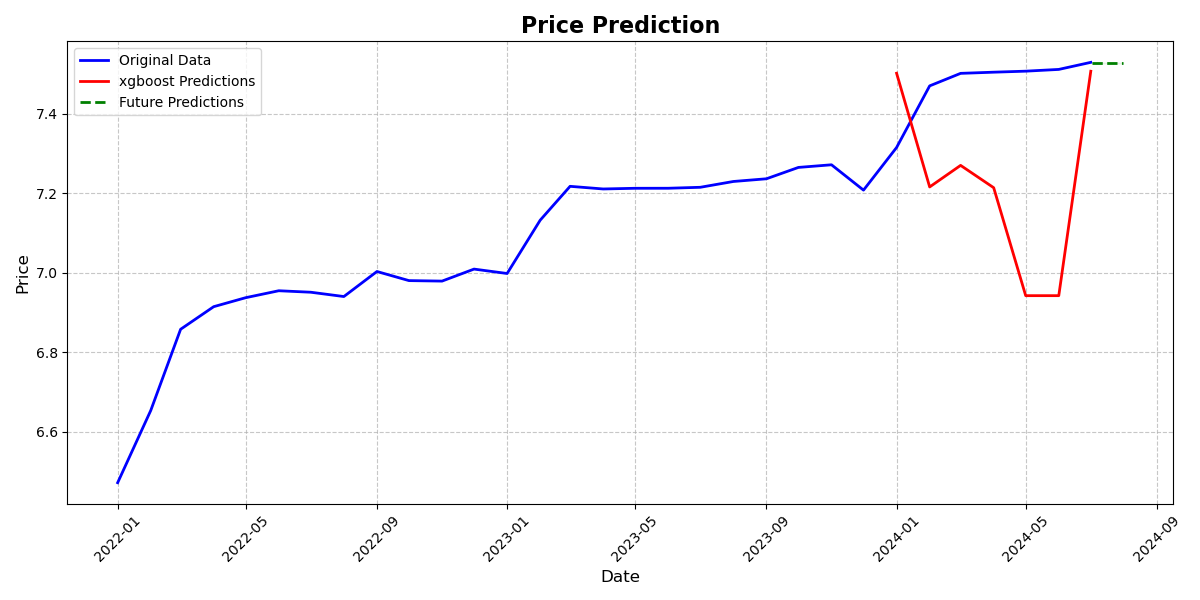 Price Prediction
Original Data
xgboost Predictions
Future Predictions
Price
7.4
7.2
7.0
6.8
6.6
2022-01
2022-05
2022-09
2023-01
2023-05
2023-09
2024-01
2024-05
2024-09
Date